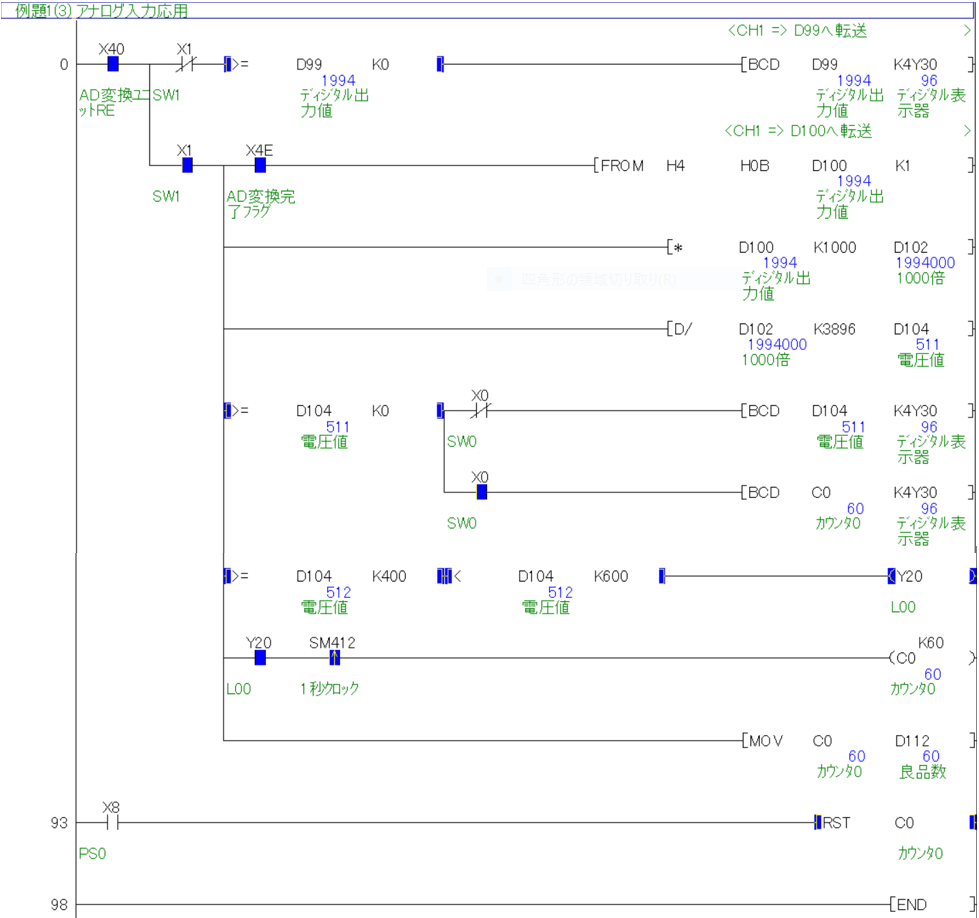 例題1(3) アナログ入力応用
<CH1 => D99へ転送 >
X40 X1
0 >= D99 K0 [BCD D99 K4Y30 ]
1994 1994 96
AD変換ユニットRE SW1 ディジタル出力値 ディジタル出力値 ディジタル表示器
<CH1 => D100へ転送 >
X1 X4E
[FROM H4 H0B D100 K1 ]
1994
SW1 AD変換完了フラグ ディジタル出力値
[* D100 K1000 D102 ]
1994 1994000
ディジタル出力値 1000倍
[D/ D102 K3896 D104 ]
1994000 511
1000倍 電圧値
X0
>= D104 K0 [BCD D104 K4Y30 ]
511 511 96
電圧値 SW0 電圧値 ディジタル表示器
X0
[BCD C0 K4Y30 ]
60 96
SW0 カウンタ0 ディジタル表示器
>= D104 K400 < D104 K600 (Y20 )
512 512
電圧値 電圧値 L00
Y20 SM412 K60
(C0 )
60
L00 1秒クロック カウンタ0
[MOV C0 D112 ]
60 60
カウンタ0 良品数
X8
93 RST C0
PS0 カウンタ0
98 [END ]